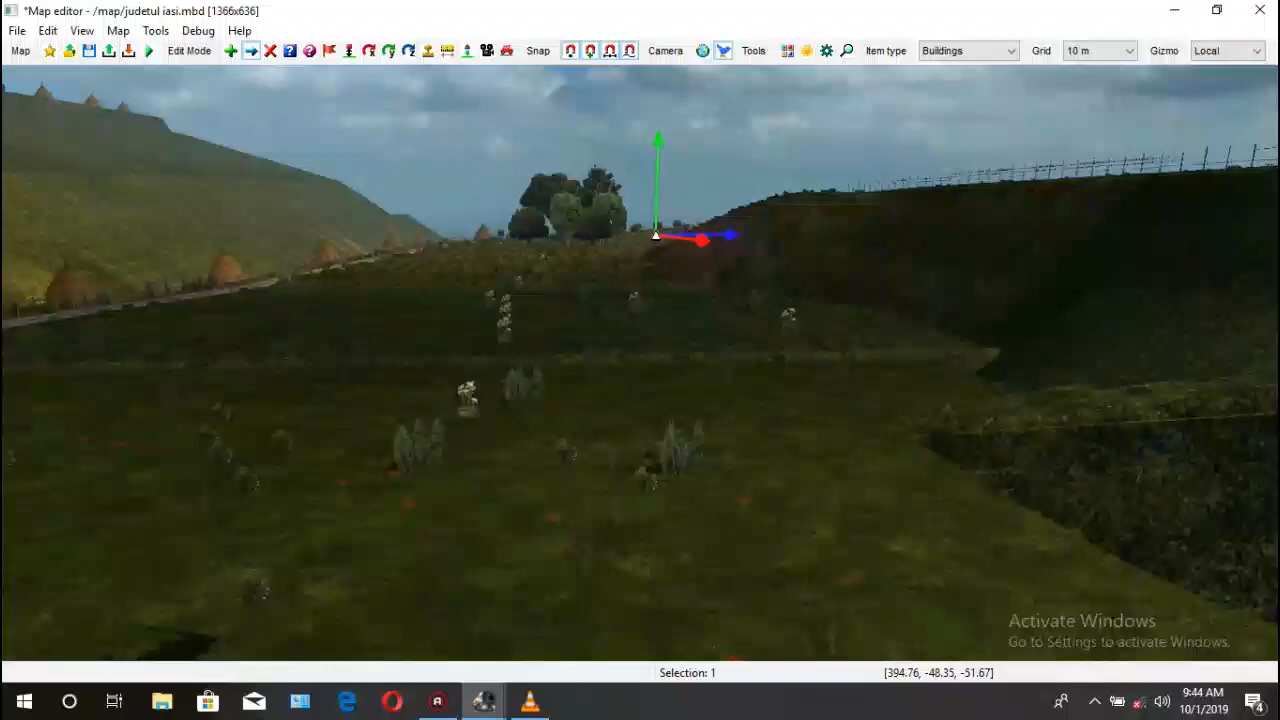 *Map editor - /map/judetul iasi.mbd [1366x636]
File Edit View Map Tools Debug Help
Map Edit Mode Snap Camera Tools Item type Buildings Grid 10 m Gizmo Local
Activate Windows
Go to Settings to activate Windows.
Selection: 1 [394.76, -48.35, -51.67]
9:44 AM
10/1/2019
4